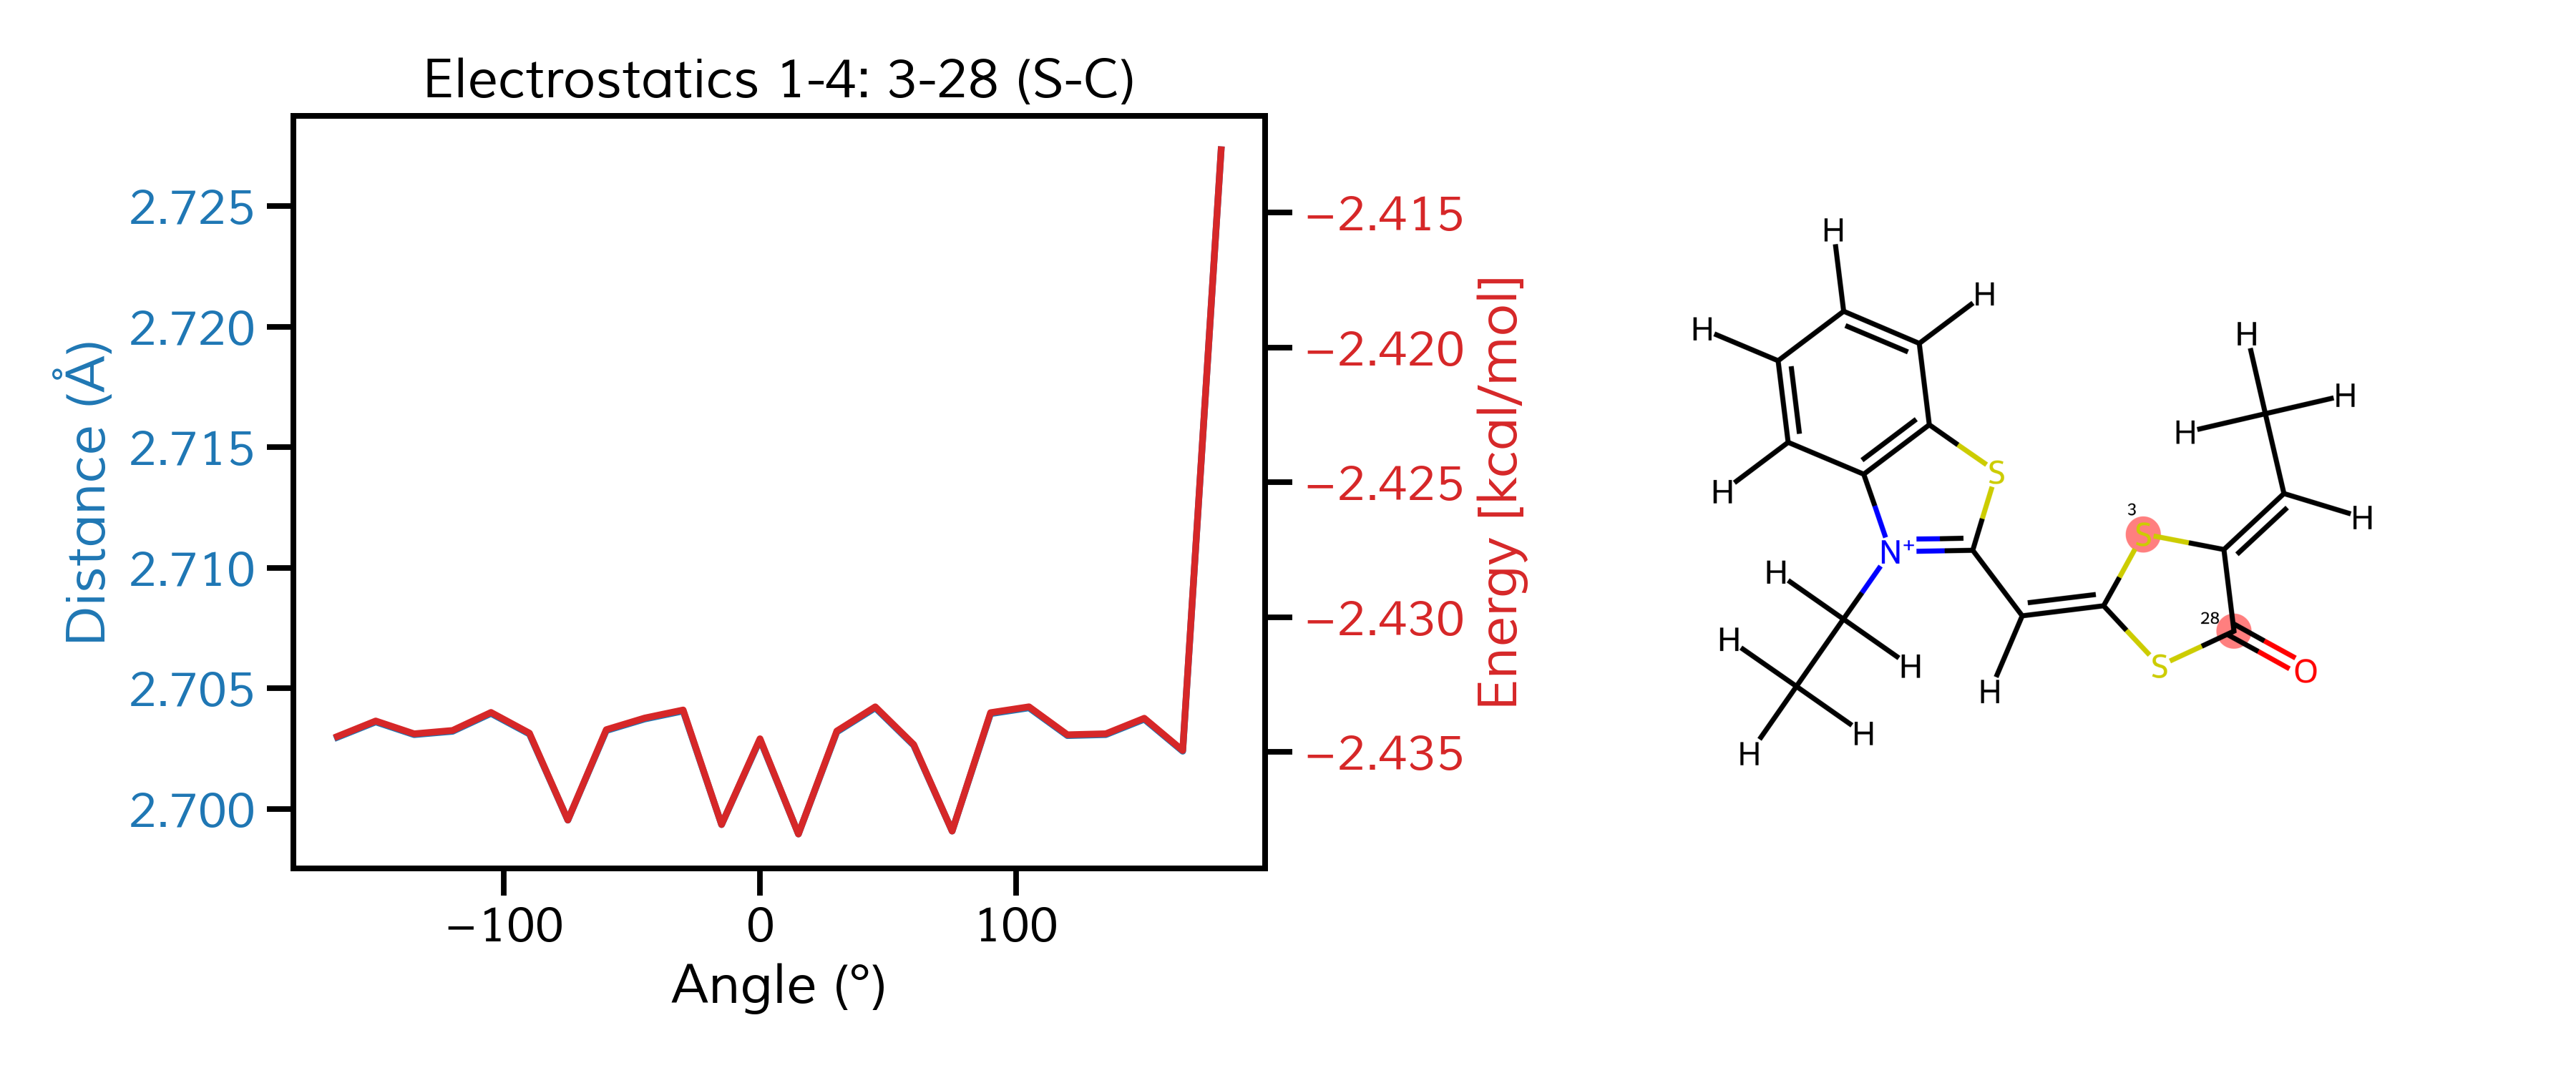 Electrostatics 1-4: 3-28 (S-C)
Distance (Å)
2.725
2.720
2.715
2.710
2.705
2.700
−2.415
−2.420
−2.425
−2.430
−2.435
Energy [kcal/mol]
−100
0
100
Angle (°)
H
H
H
H
H
H
H
S
3
S
H
H
N+
H
28
H
H
S
O
H
H
H